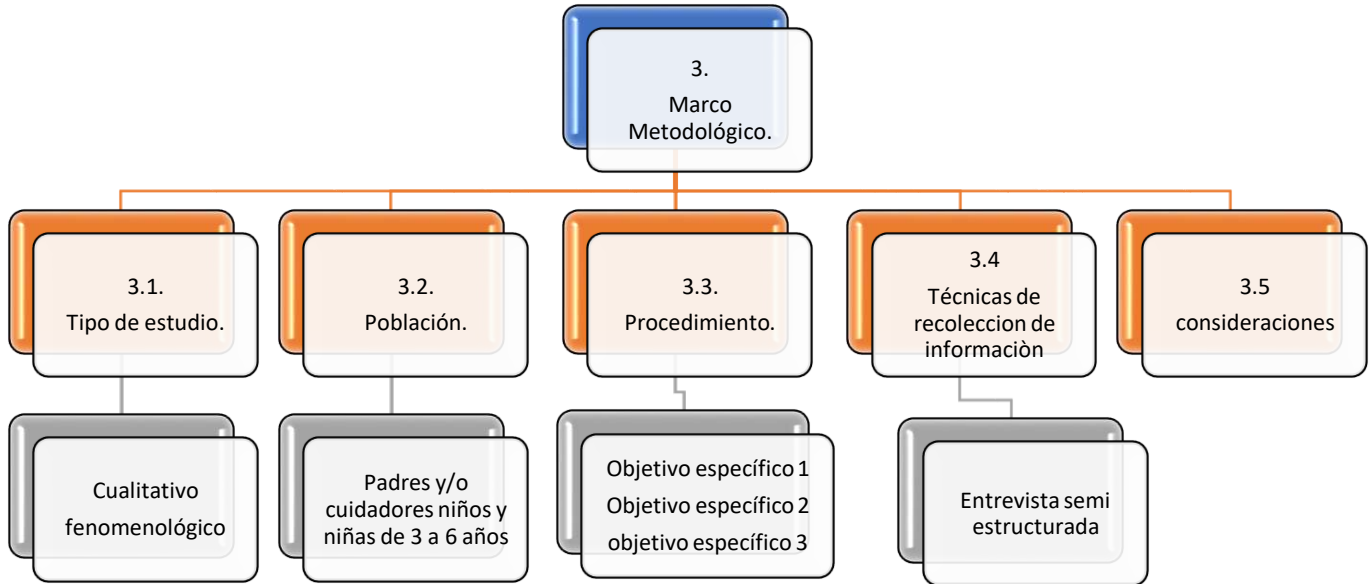 3.
Marco
Metodológico.
3.1.
Tipo de estudio.
3.2.
Población.
3.3.
Procedimiento.
3.4
Técnicas de
recoleccion de
informaciòn
3.5
consideraciones
Cualitativo
fenomenológico
Padres y/o
cuidadores niños y
niñas de 3 a 6 años
Objetivo específico 1
Objetivo específico 2
objetivo específico 3
Entrevista semi
estructurada